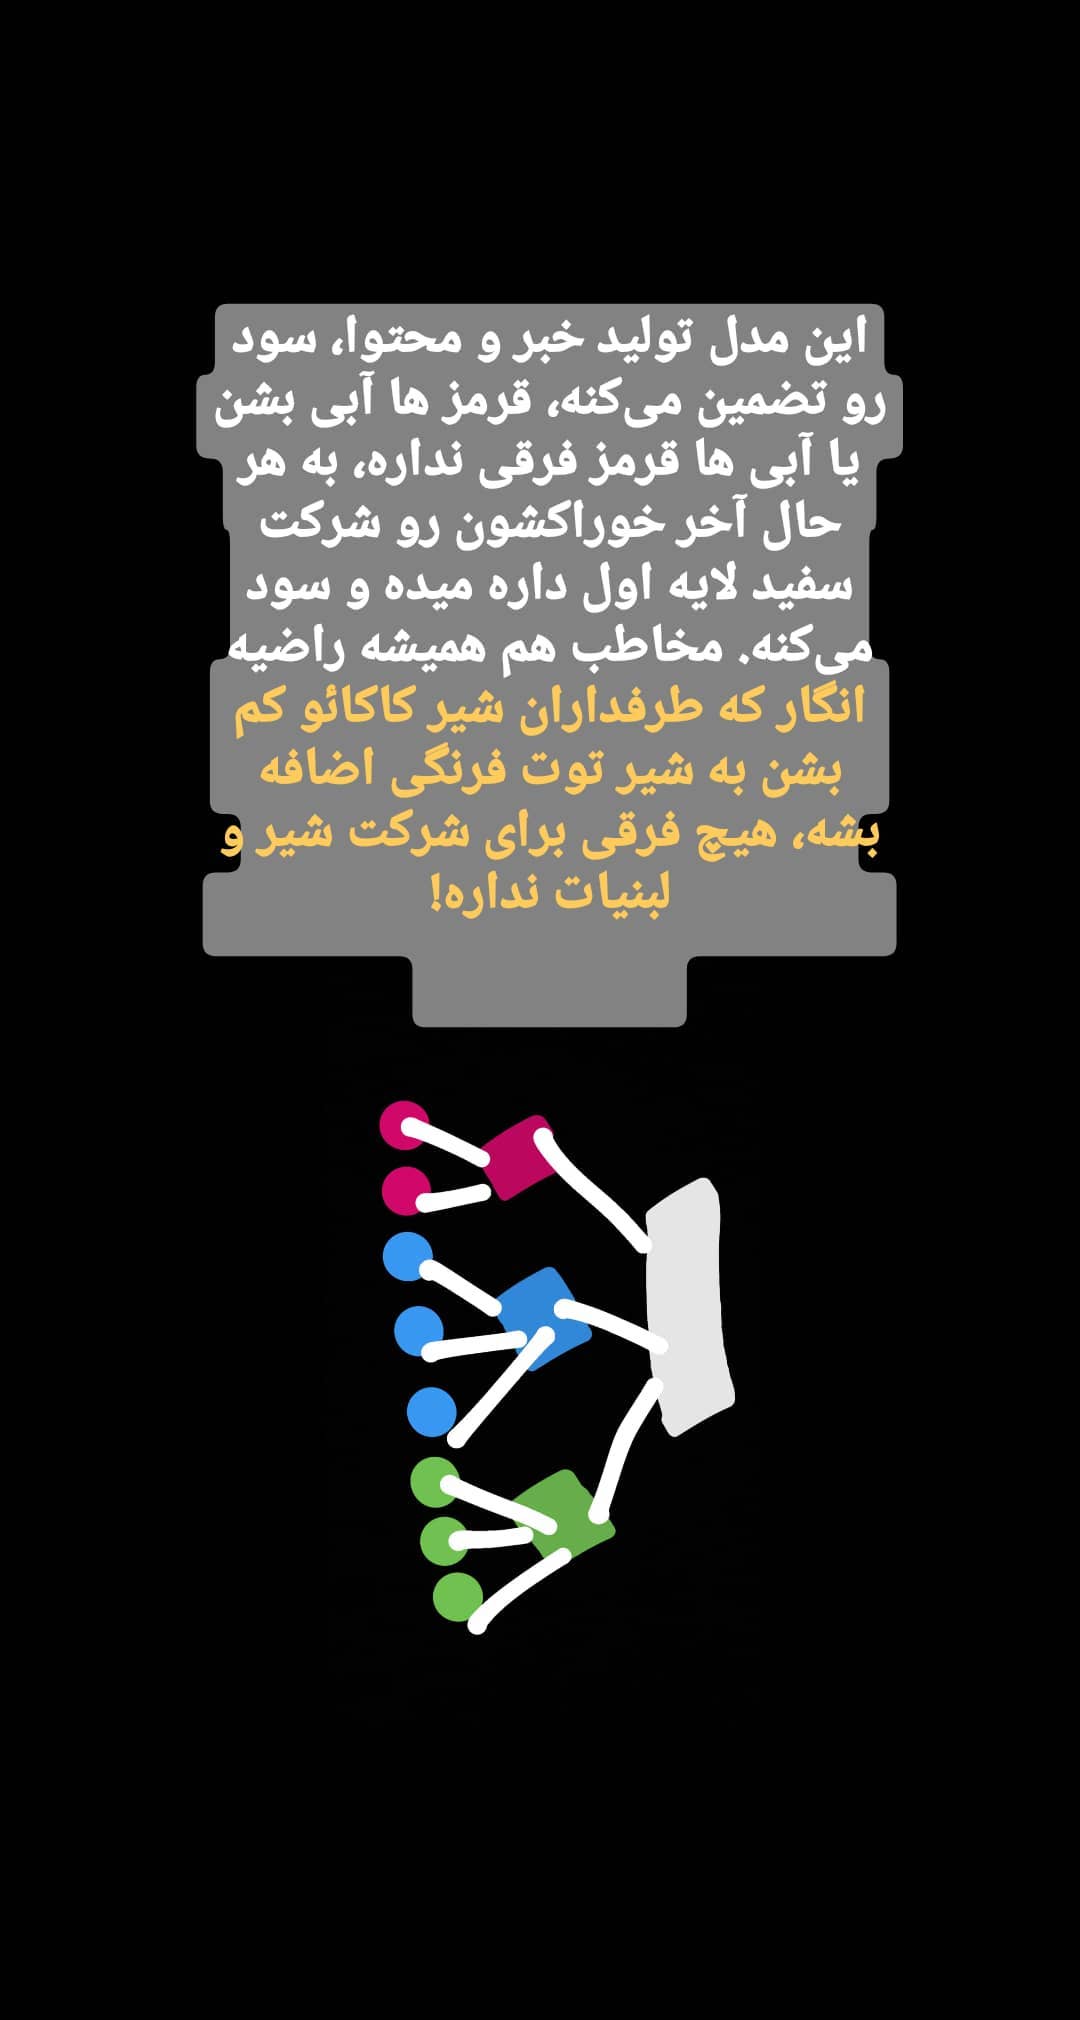 این مدل تولید خبر و محتوا، سود
رو تضمین می‌کنه، قرمز ها آبی بشن
یا آبی ها قرمز فرقی نداره، به هر
حال آخر خوراکشون رو شرکت
سفید لایه اول داره میده و سود
می‌کنه. مخاطب هم همیشه راضیه
انگار که طرفداران شیر کاکائو کم
بشن به شیر توت فرنگی اضافه
بشه، هیچ فرقی برای شرکت شیر و
لبنیات نداره!